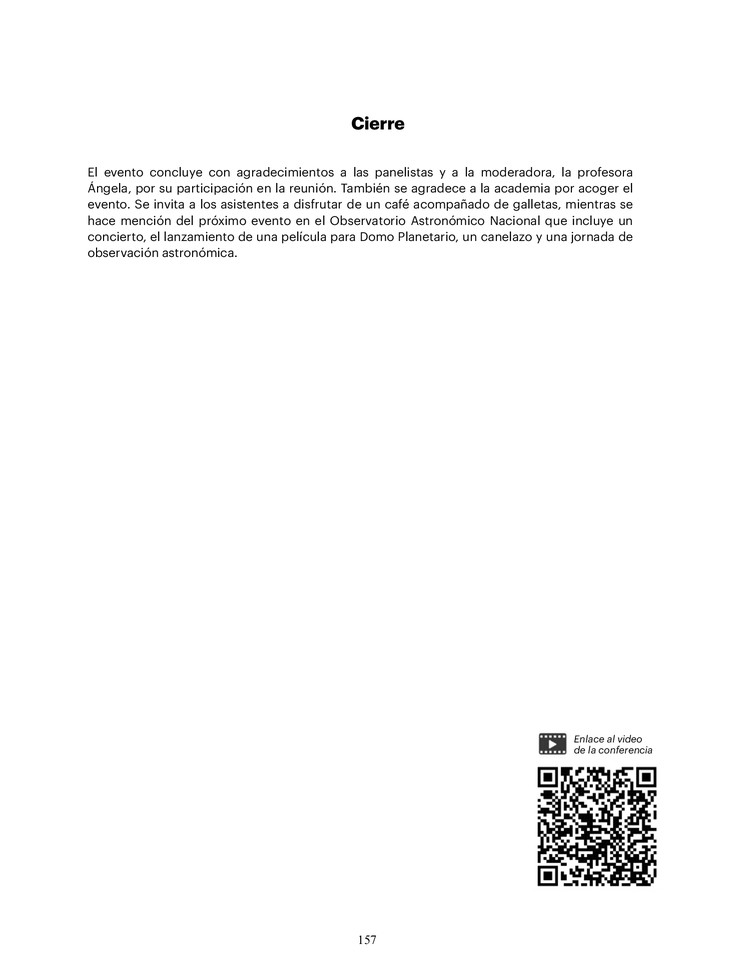 Cierre
El evento concluye con agradecimientos a las panelistas y a la moderadora, la profesora
Ángela, por su participación en la reunión. También se agradece a la academia por acoger el
evento. Se invita a los asistentes a disfrutar de un café acompañado de galletas, mientras se
hace mención del próximo evento en el Observatorio Astronómico Nacional que incluye un
concierto, el lanzamiento de una película para Domo Planetario, un canelazo y una jornada de
observación astronómica.
Enlace al video
de la conferencia
157